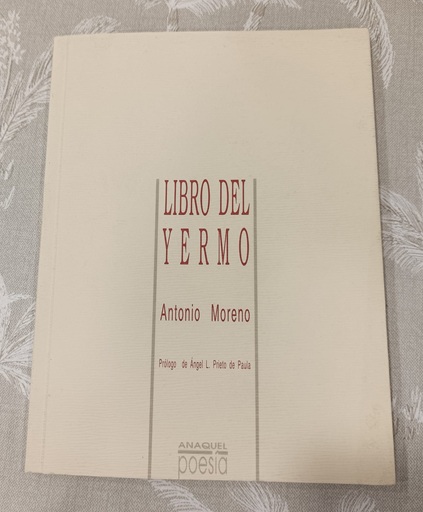 LIBRO DEL
YERMO
Antonio Moreno
Prólogo de Ángel L. Prieto de Paula
ANAQUEL
poesía